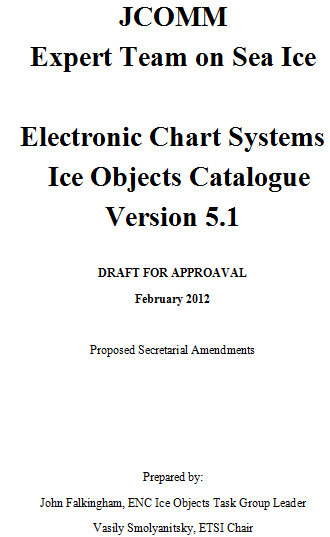 JCOMM
Expert Team on Sea Ice
Electronic Chart Systems
Ice Objects Catalogue
Version 5.1
DRAFT FOR APPROAVAL
February 2012
Proposed Secretarial Amendments
Prepared by:
John Falkingham, ENC Ice Objects Task Group Leader
Vasily Smolyanitsky, ETSI Chair